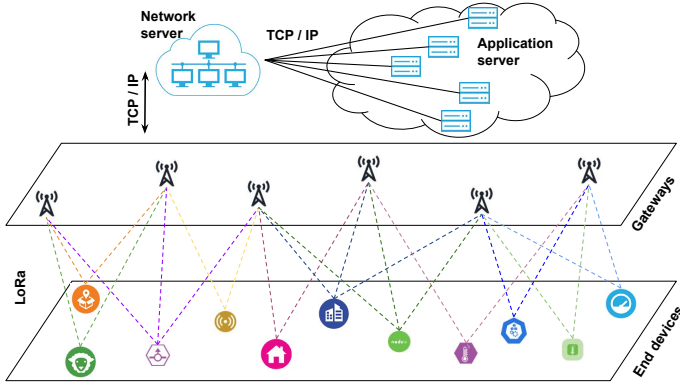 Network
server
TCP / IP
Application
server
TCP / IP
Gateways
LoRa
End devices